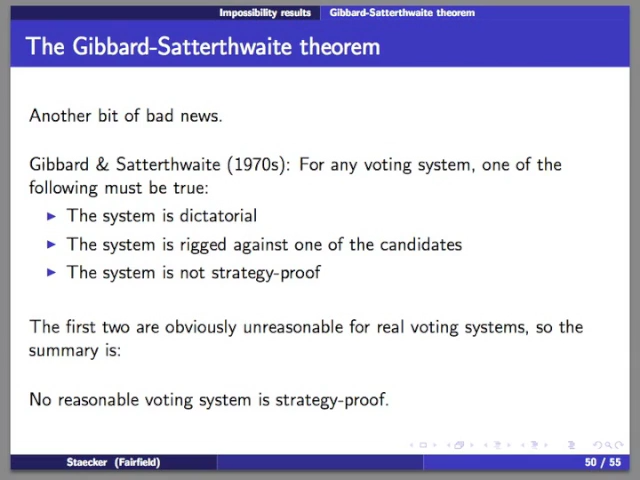 Impossibility results Gibbard-Satterthwaite theorem
The Gibbard-Satterthwaite theorem
Another bit of bad news.
Gibbard & Satterthwaite (1970s): For any voting system, one of the
following must be true:
The system is dictatorial
The system is rigged against one of the candidates
The system is not strategy-proof
The first two are obviously unreasonable for real voting systems, so the
summary is:
No reasonable voting system is strategy-proof.
Staecker (Fairfield) 50 / 55